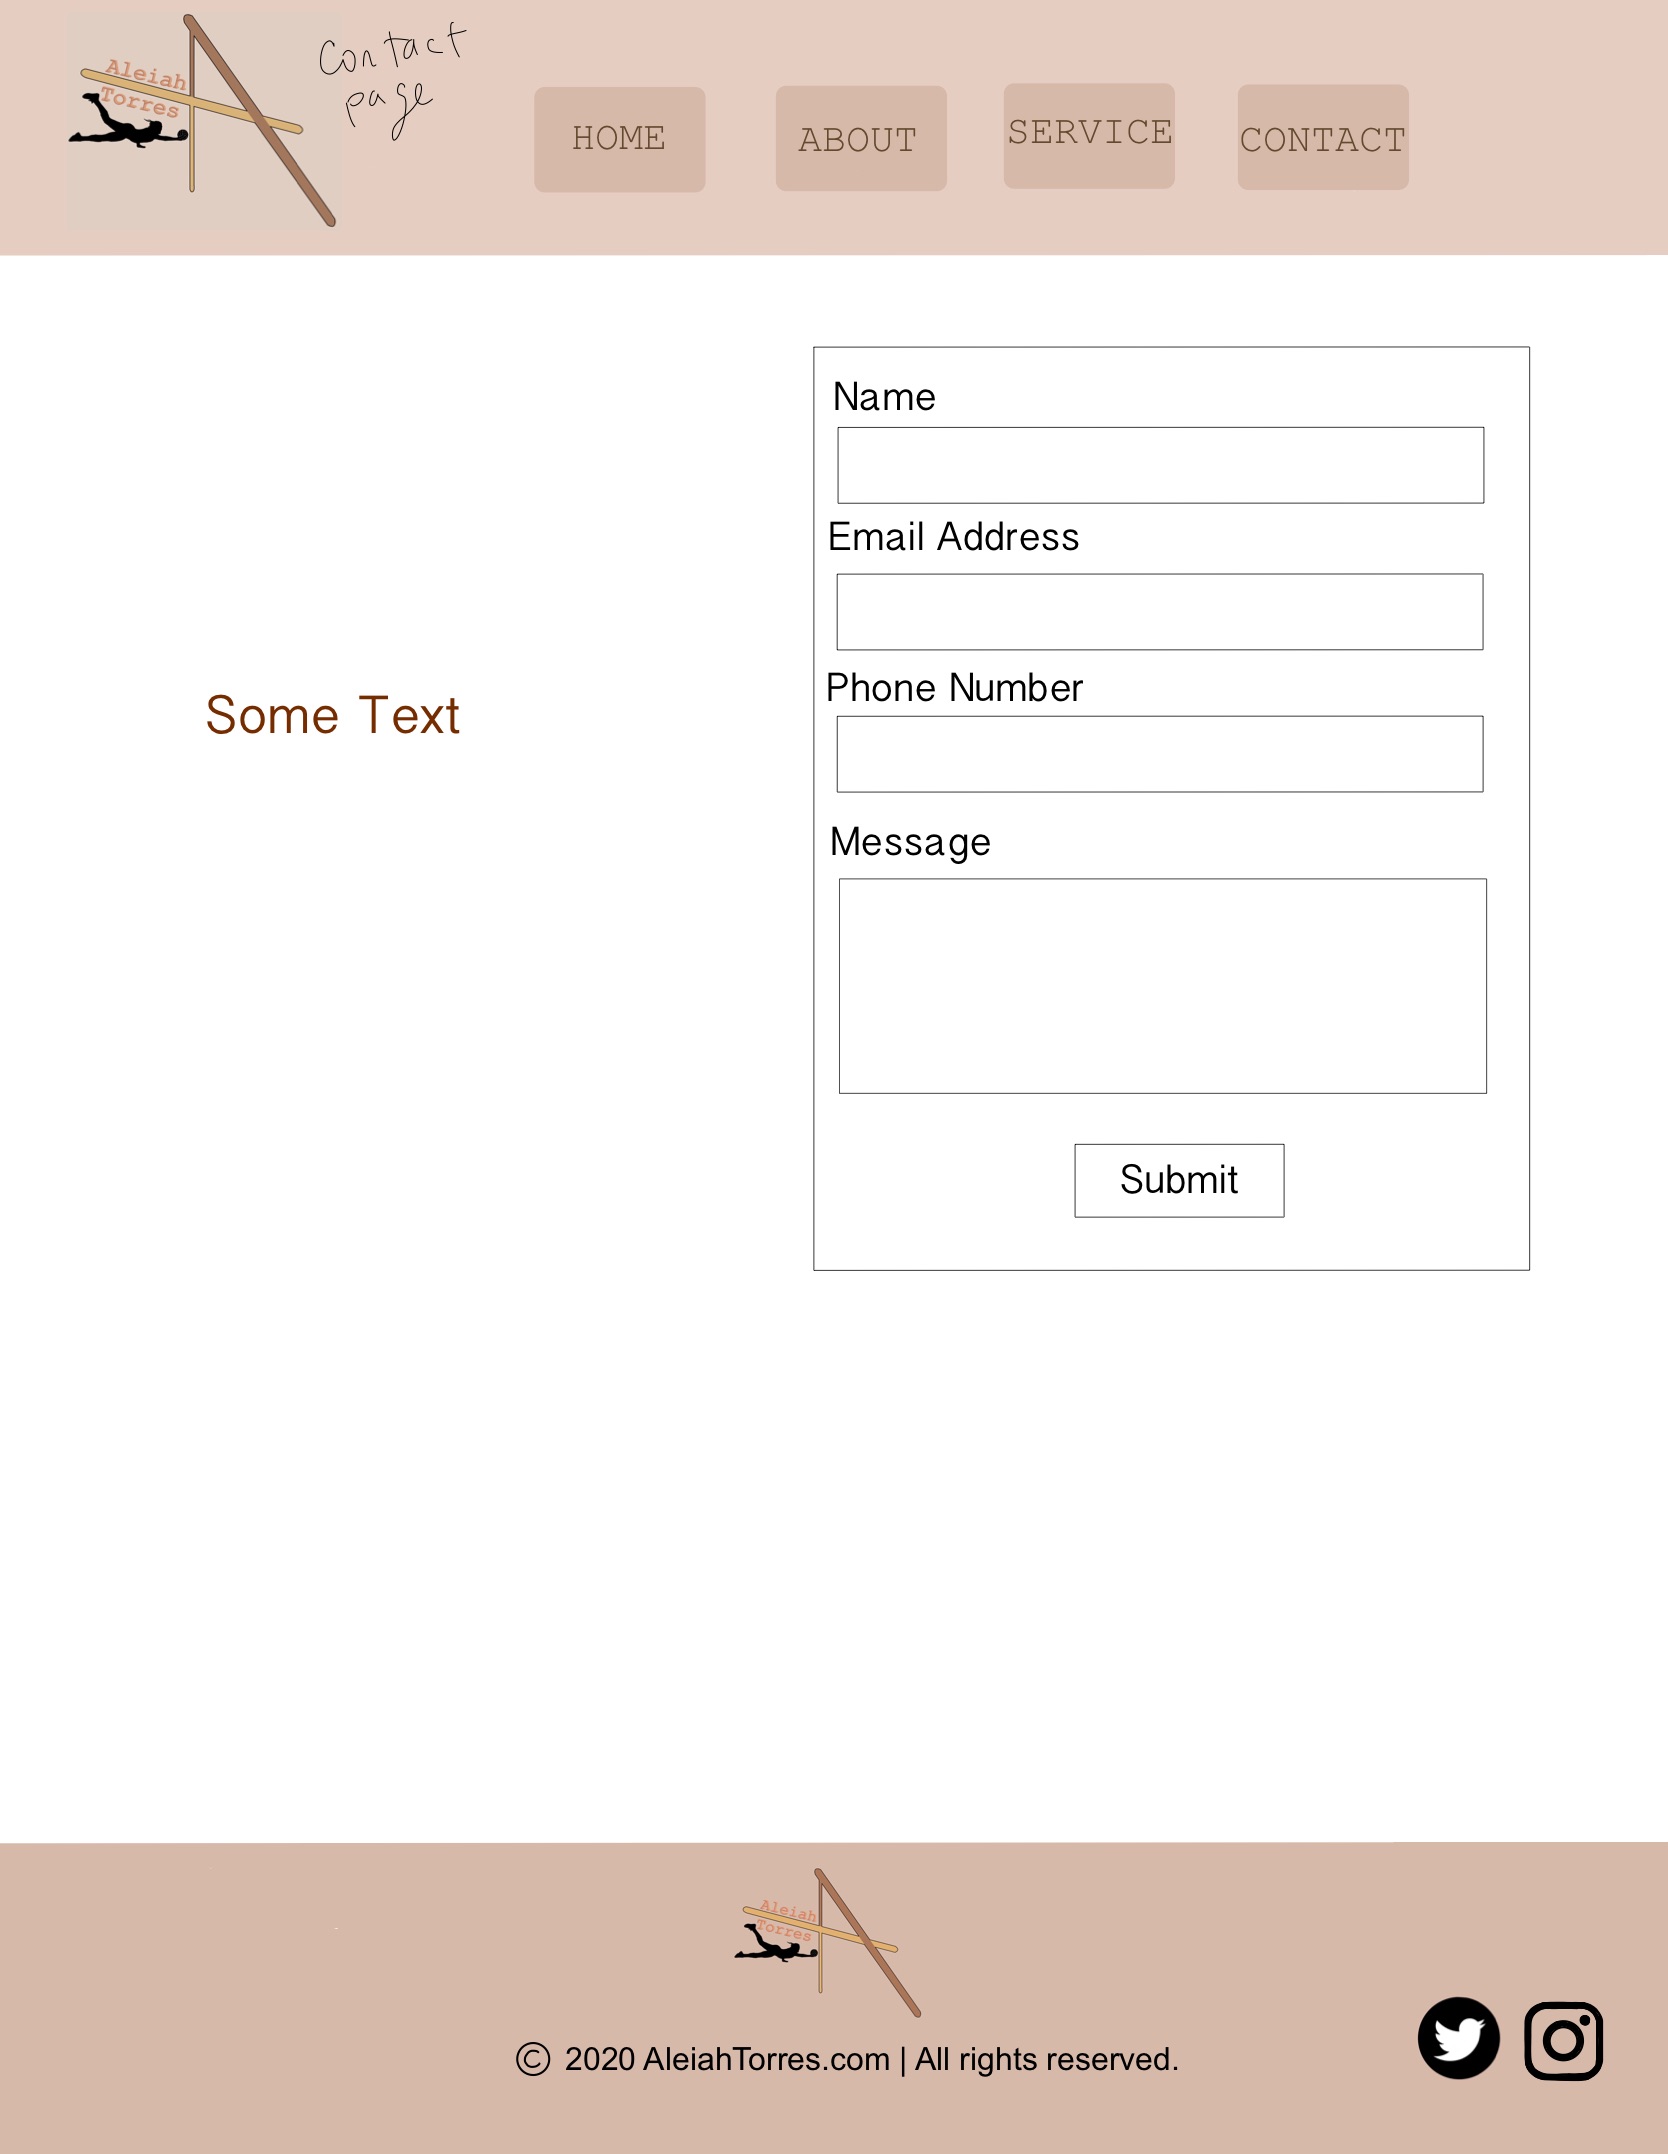 Aleiah
Torres
Contact
page
HOME
ABOUT
SERVICE
CONTACT
Name
Email Address
Phone Number
Some Text
Message
Submit
Aleiah
Torres
© 2020 AleiahTorres.com | All rights reserved.